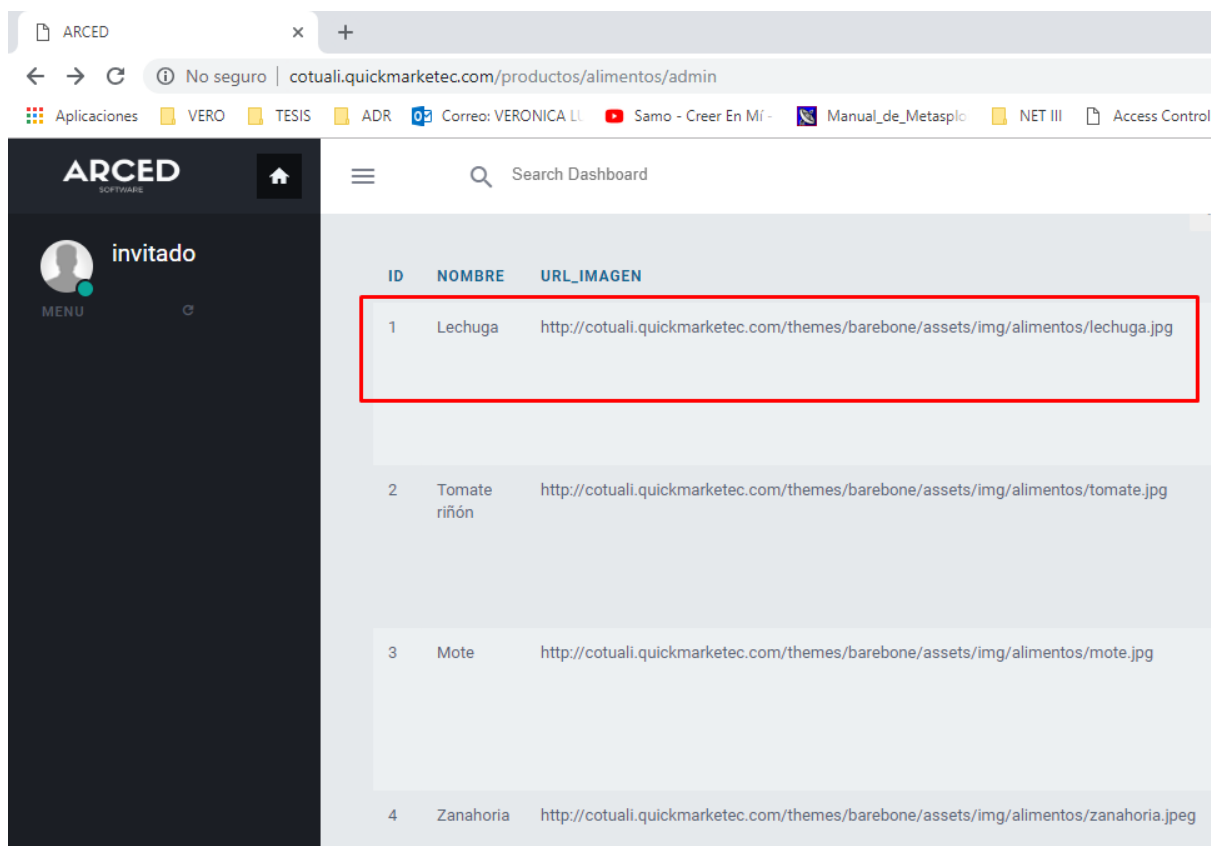 ARCED
No seguro | cotuali.quickmarketec.com/productos/alimentos/admin
Aplicaciones VERO TESIS ADR Correo: VERONICA LU Samo - Creer En Mí - Manual_de_Metasplo NET III Access Control
ARCED
SOFTWARE
Search Dashboard
invitado
MENU
ID NOMBRE URL_IMAGEN
1 Lechuga http://cotuali.quickmarketec.com/themes/barebone/assets/img/alimentos/lechuga.jpg
2 Tomate http://cotuali.quickmarketec.com/themes/barebone/assets/img/alimentos/tomate.jpg
riñón
3 Mote http://cotuali.quickmarketec.com/themes/barebone/assets/img/alimentos/mote.jpg
4 Zanahoria http://cotuali.quickmarketec.com/themes/barebone/assets/img/alimentos/zanahoria.jpeg